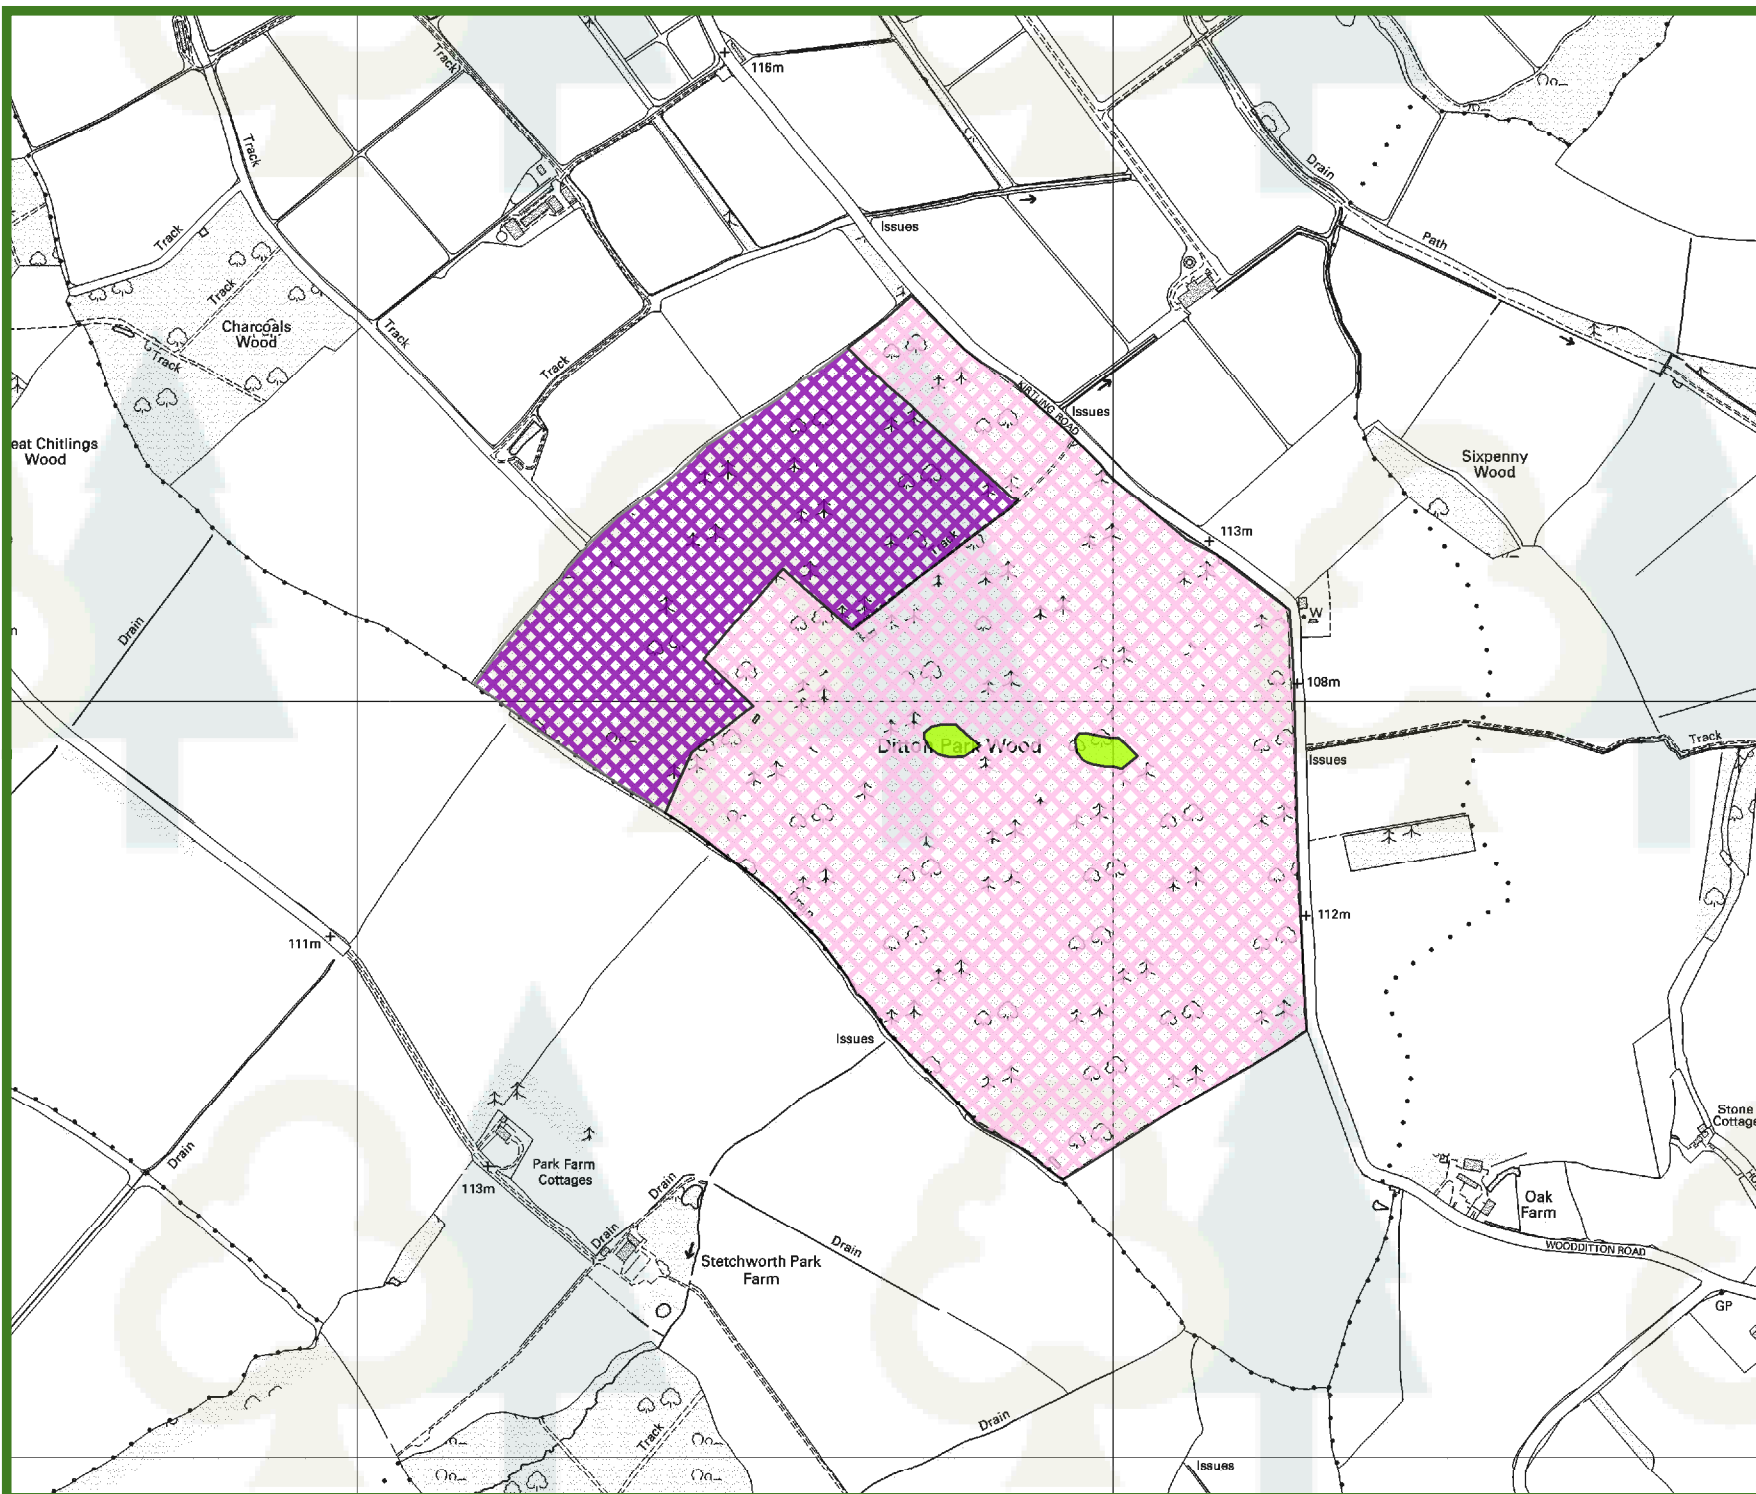 Track
116m
Track
Drain
Issues
Path
Track
Track
Charcoals
Wood
Track
Track
Track
KIRTLING ROAD
Issues
eat Chitlings
Wood
Sixpenny
Wood
113m
Track
W
Drain
108m
Ditton Park Wood
Track
Issues
Drain
112m
111m
Issues
Stone
Cottage
Drain
Park Farm
Cottages
113m
Drain
Oak
Farm
Drain
Drain
WOODDITTON ROAD
Stetchworth Park
Farm
GP
Drain
Track
Issues